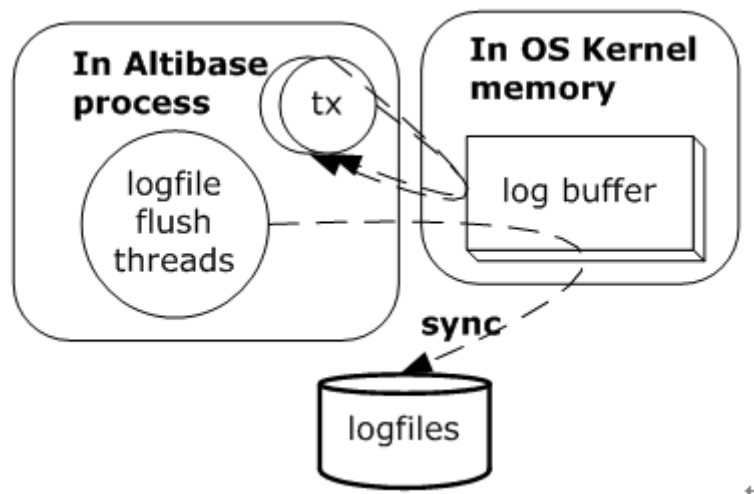 In Altibase
process
tx
logfile
flush
threads
In OS Kernel
memory
log buffer
sync
logfiles